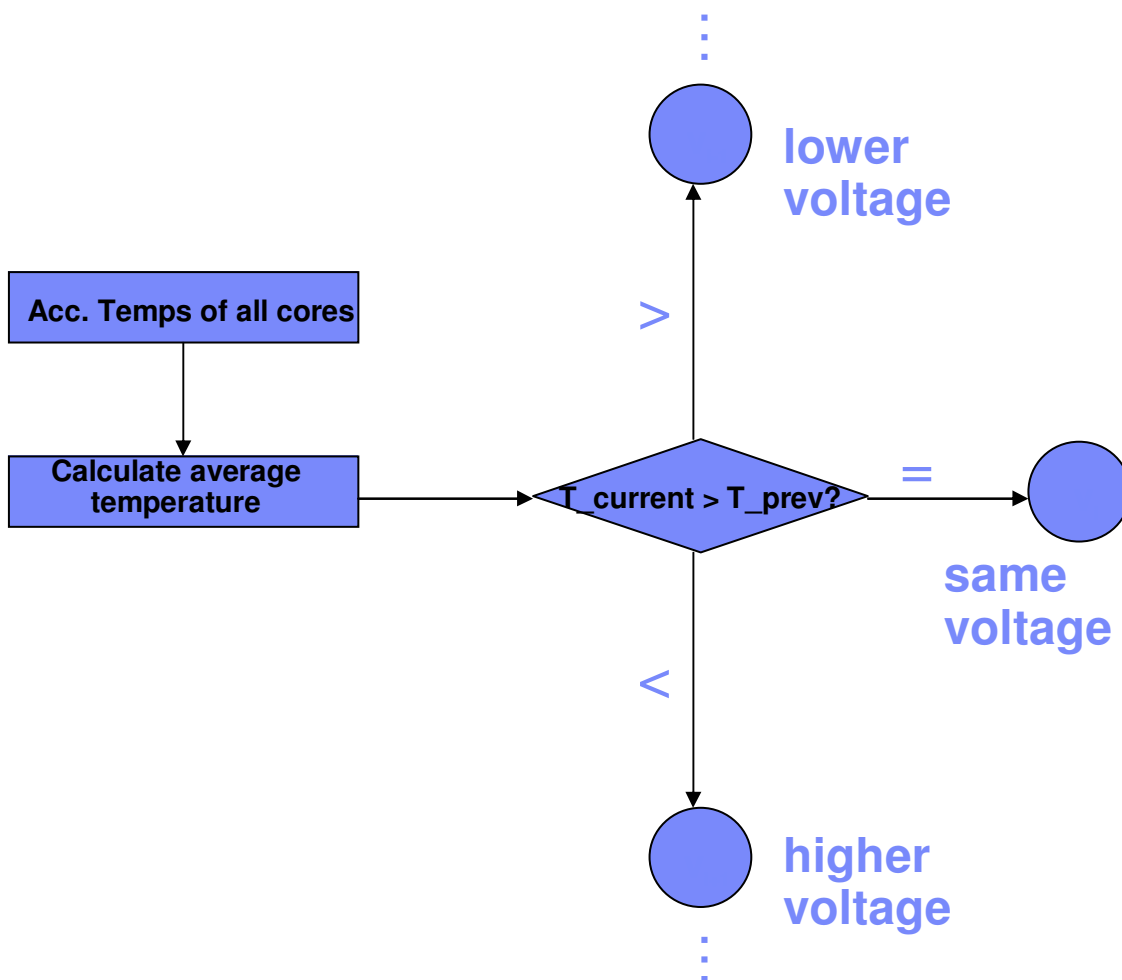 lower
voltage
>
Acc. Temps of all cores
Calculate average
temperature
T_current > T_prev?
=
same
voltage
<
higher
voltage